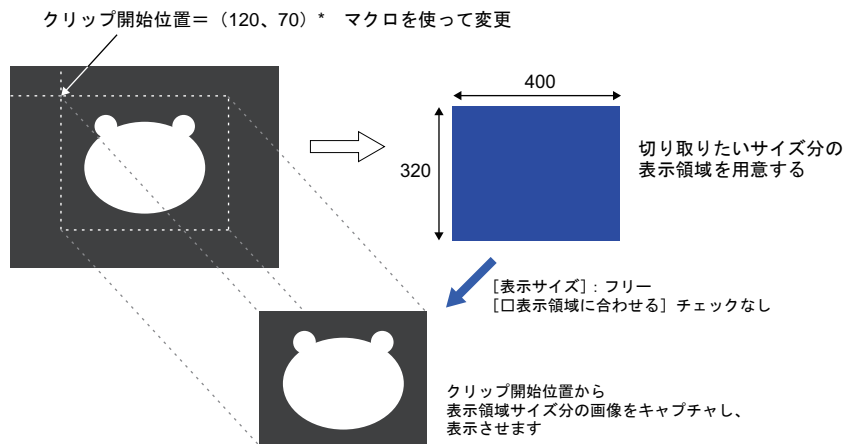 クリップ開始位置＝（120、70）*　マクロを使って変更
400
320
切り取りたいサイズ分の
表示領域を用意する
［表示サイズ］: フリー
［□表示領域に合わせる］チェックなし
クリップ開始位置から
表示領域サイズ分の画像をキャプチャし、
表示させます